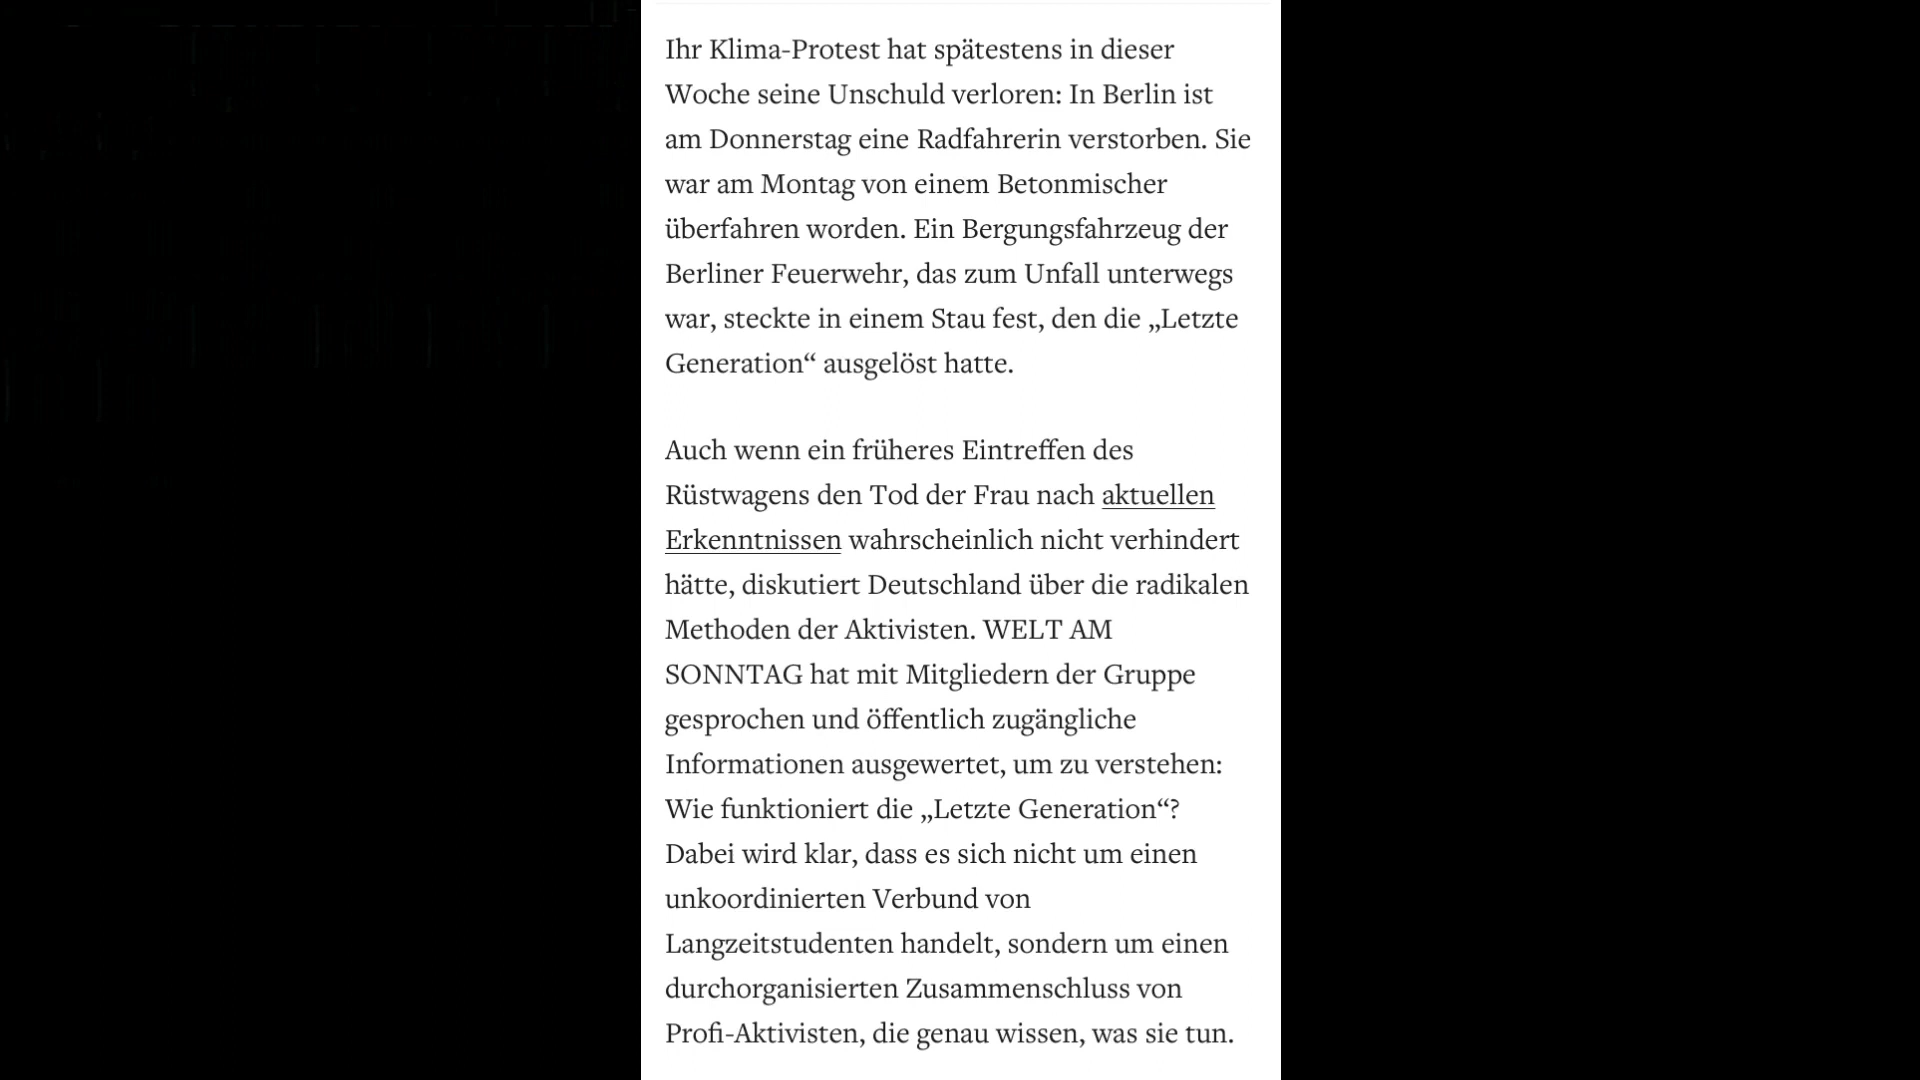 Ihr Klima-Protest hat spätestens in dieser
Woche seine Unschuld verloren: In Berlin ist
am Donnerstag eine Radfahrerin verstorben. Sie
war am Montag von einem Betonmischer
überfahren worden. Ein Bergungsfahrzeug der
Berliner Feuerwehr, das zum Unfall unterwegs
war, steckte in einem Stau fest, den die „Letzte
Generation“ ausgelöst hatte.
Auch wenn ein früheres Eintreffen des
Rüstwagens den Tod der Frau nach aktuellen
Erkenntnissen wahrscheinlich nicht verhindert
hätte, diskutiert Deutschland über die radikalen
Methoden der Aktivisten. WELT AM
SONNTAG hat mit Mitgliedern der Gruppe
gesprochen und öffentlich zugängliche
Informationen ausgewertet, um zu verstehen:
Wie funktioniert die „Letzte Generation“?
Dabei wird klar, dass es sich nicht um einen
unkoordinierten Verbund von
Langzeitstudenten handelt, sondern um einen
durchorganisierten Zusammenschluss von
Profi-Aktivisten, die genau wissen, was sie tun.